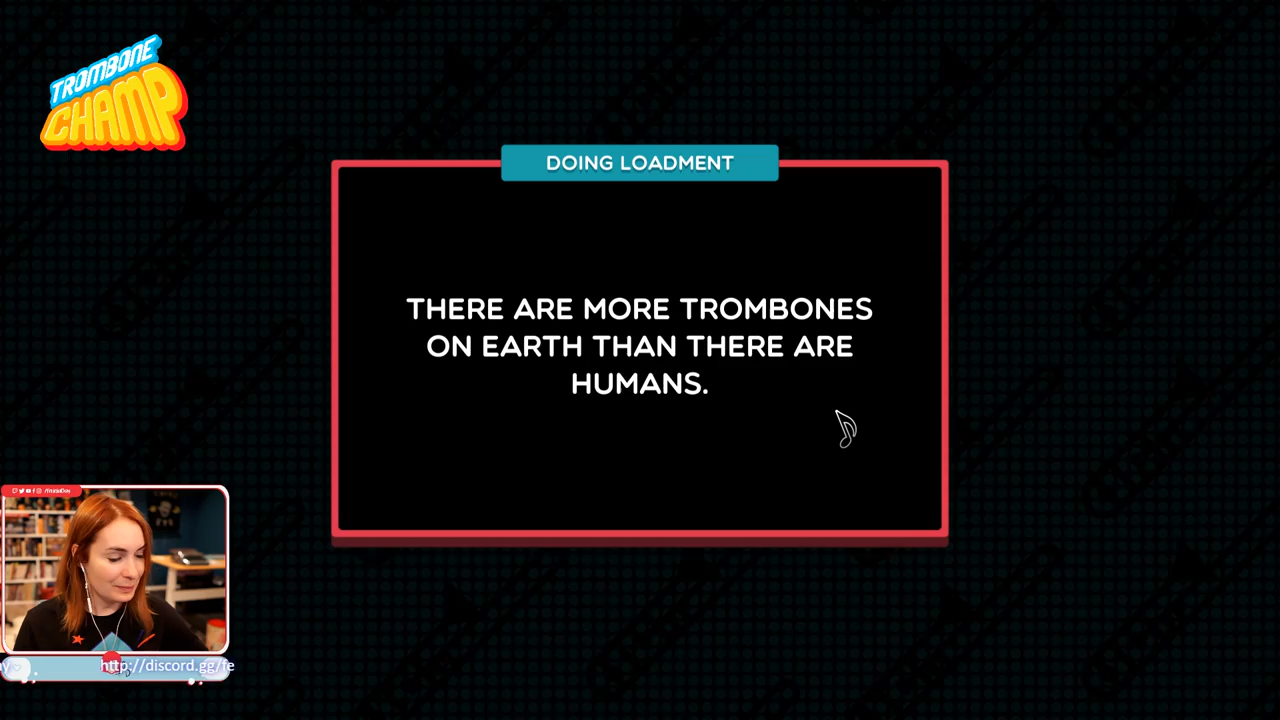 TROMBONE
CHAMP
DOING LOADMENT
THERE ARE MORE TROMBONES
ON EARTH THAN THERE ARE
HUMANS.
http://discord.gg/fe